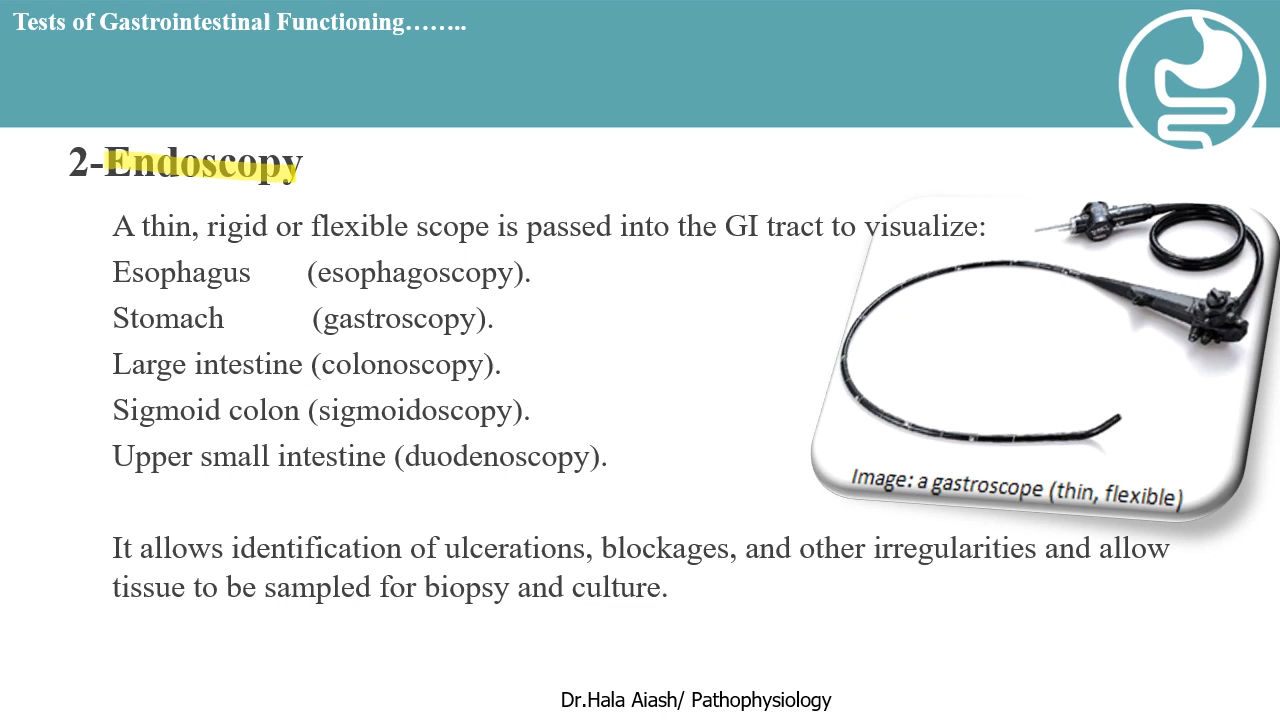 Tests of Gastrointestinal Functioning……..
2-Endoscopy
A thin, rigid or flexible scope is passed into the GI tract to visualize:
Esophagus (esophagoscopy).
Stomach (gastroscopy).
Large intestine (colonoscopy).
Sigmoid colon (sigmoidoscopy).
Upper small intestine (duodenoscopy).
Image: a gastroscope (thin, flexible)
It allows identification of ulcerations, blockages, and other irregularities and allow
tissue to be sampled for biopsy and culture.
Dr.Hala Aiash/ Pathophysiology